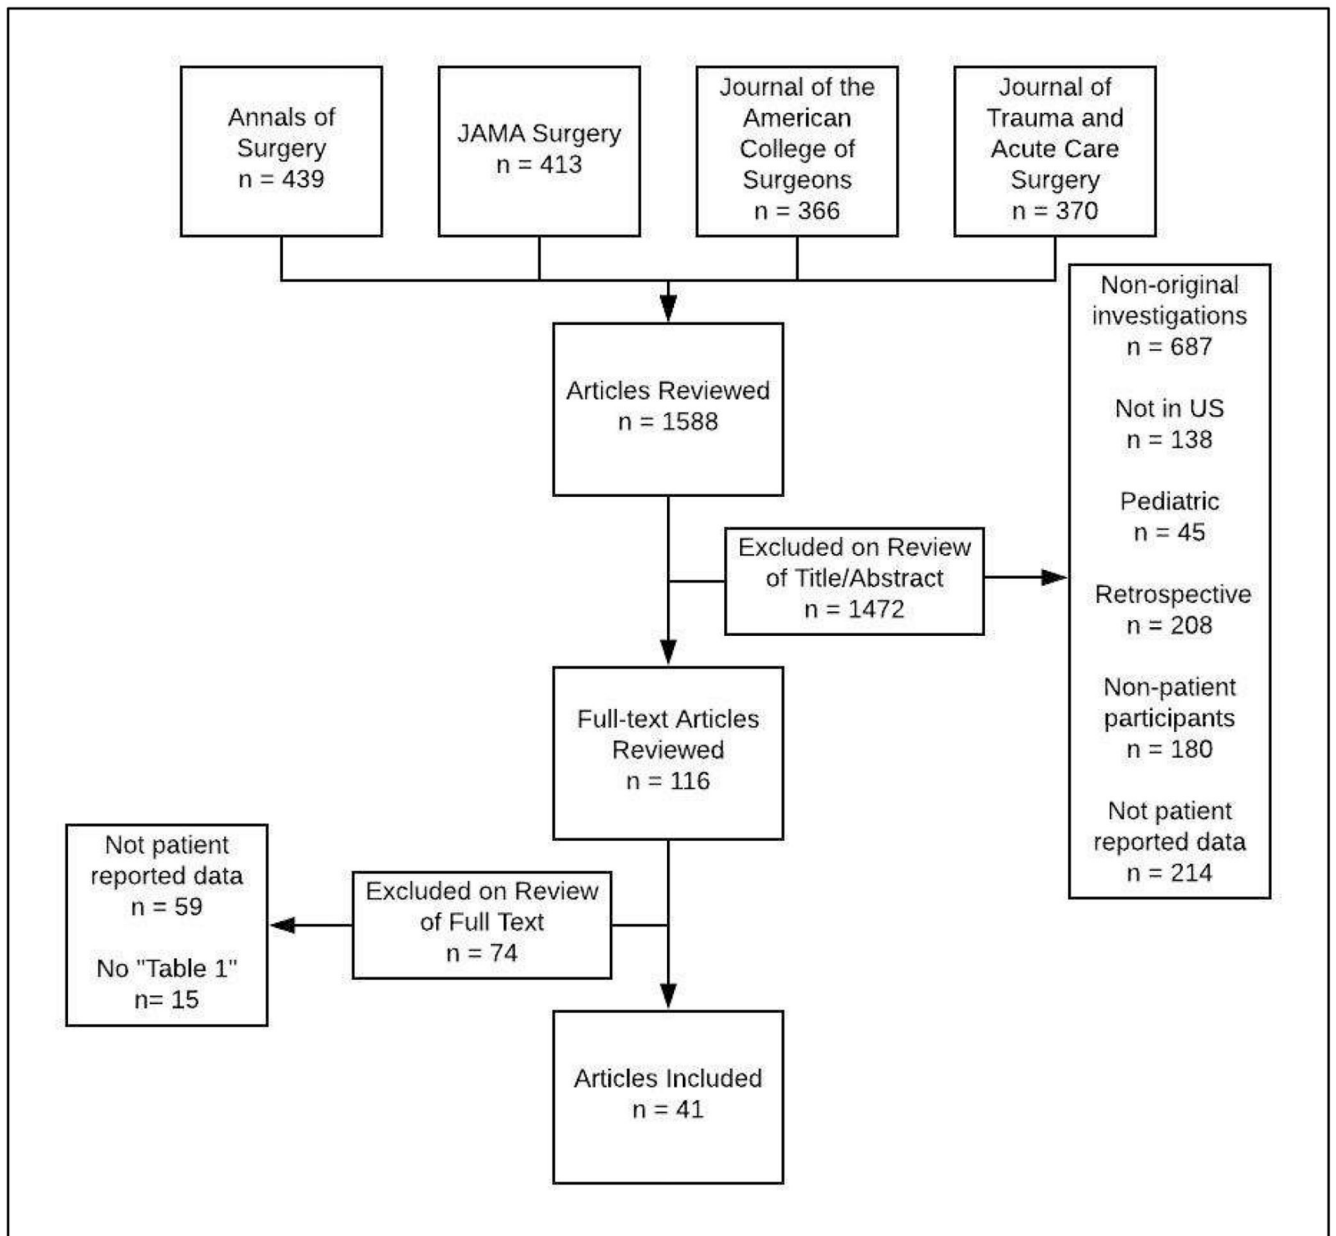 Annals of
Surgery
n = 439
JAMA Surgery
n = 413
Journal of the
American
College of
Surgeons
n = 366
Journal of
Trauma and
Acute Care
Surgery
n = 370
Articles Reviewed
n = 1588
Excluded on Review
of Title/Abstract
n = 1472
Non-original
investigations
n = 687
Not in US
n = 138
Pediatric
n = 45
Retrospective
n = 208
Non-patient
participants
n = 180
Not patient
reported data
n = 214
Full-text Articles
Reviewed
n = 116
Excluded on Review
of Full Text
n = 74
Not patient
reported data
n = 59
No "Table 1"
n= 15
Articles Included
n = 41